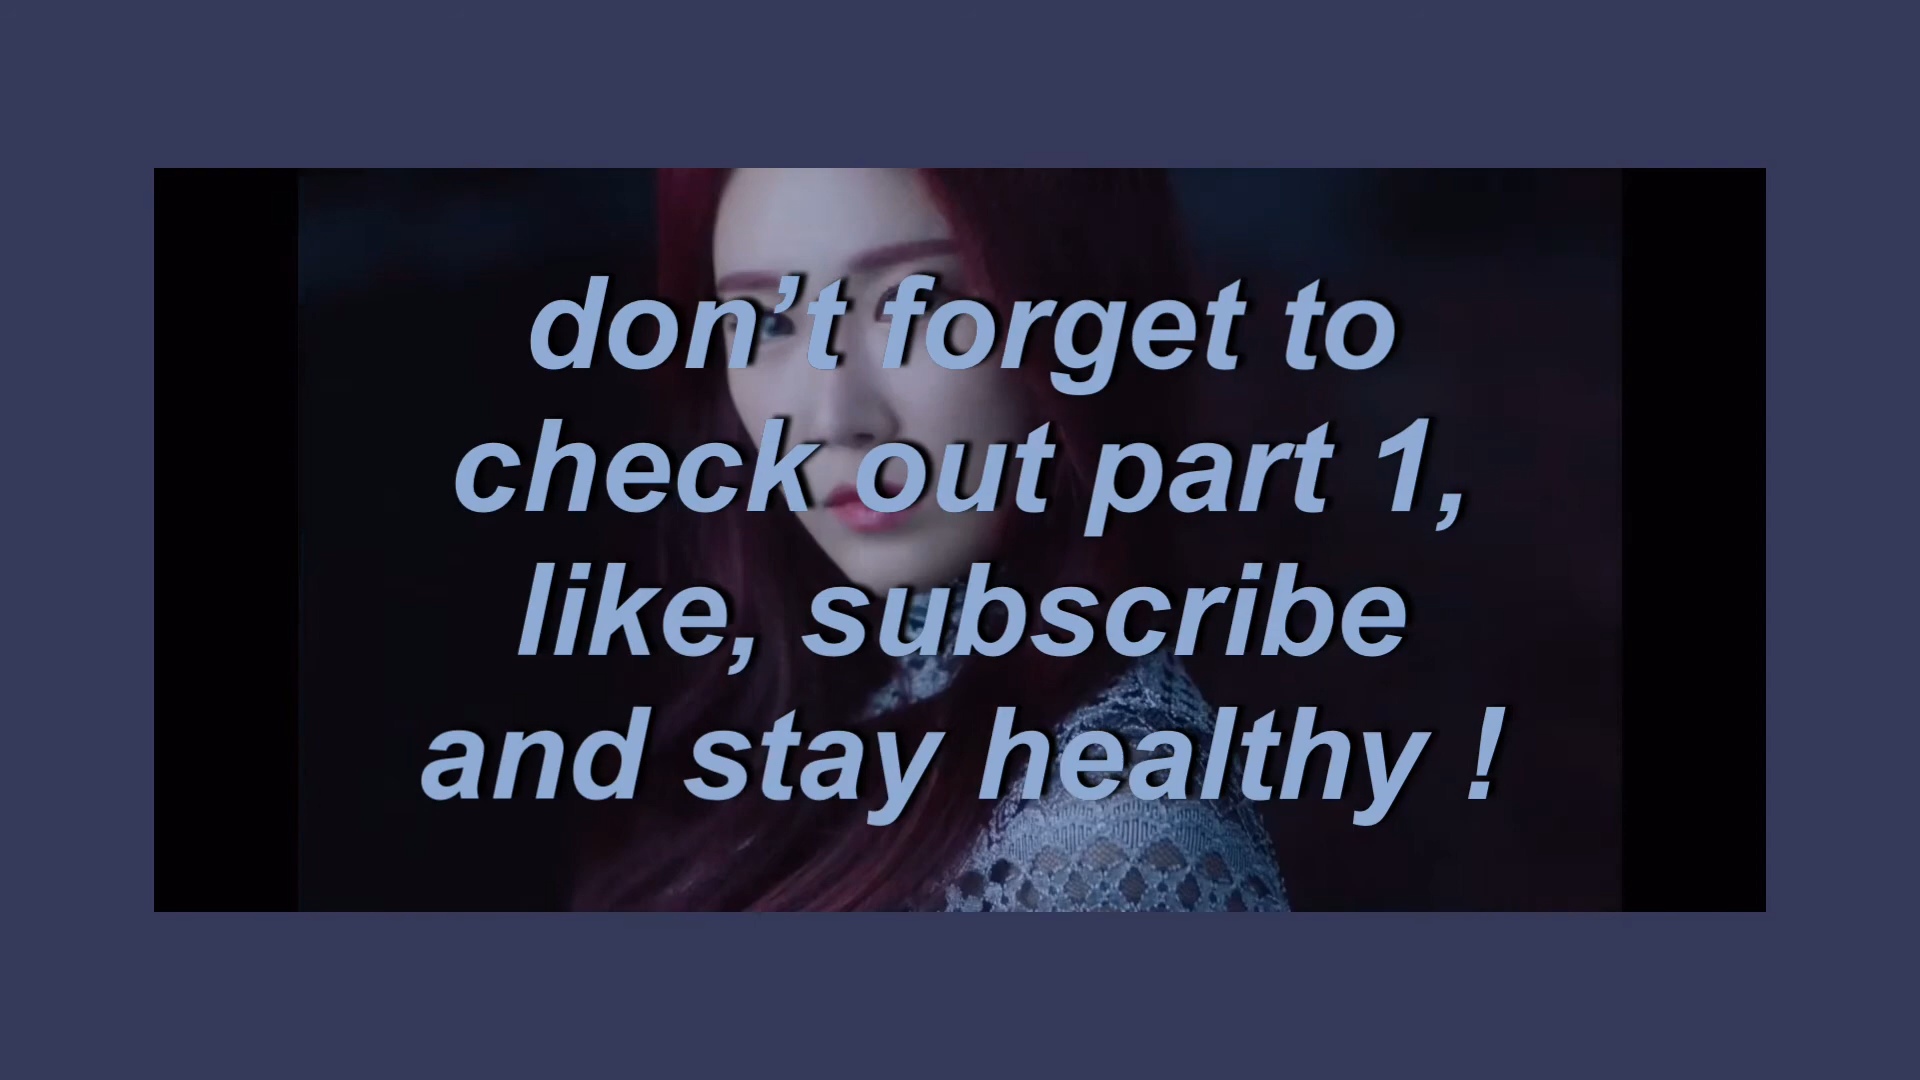 don’t forget to
check out part 1,
like, subscribe
and stay healthy !